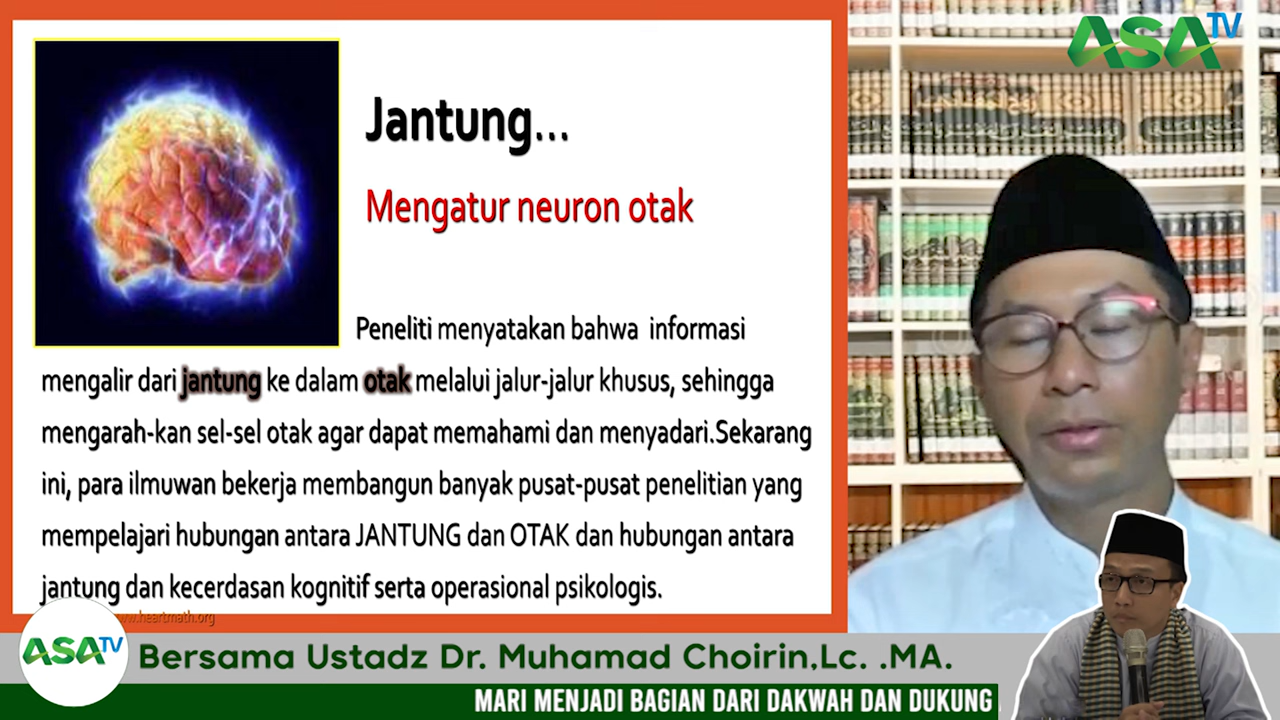 Jantung...
Mengatur neuron otak
Peneliti menyatakan bahwa informasi
mengalir dari jantung ke dalam otak melalui jalur-jalur khusus, sehingga
mengarah-kan sel-sel otak agar dapat memahami dan menyadari.Sekarang
ini, para ilmuwan bekerja membangun banyak pusat-pusat penelitian yang
mempelajari hubungan antara JANTUNG dan OTAK dan hubungan antara
jantung dan kecerdasan kognitif serta operasional psikologis.
www.heartmath.org
ASA TV
ASA TV
Bersama Ustadz Dr. Muhamad Choirin,Lc. .MA.
MARI MENJADI BAGIAN DARI DAKWAH DAN DUKUNG